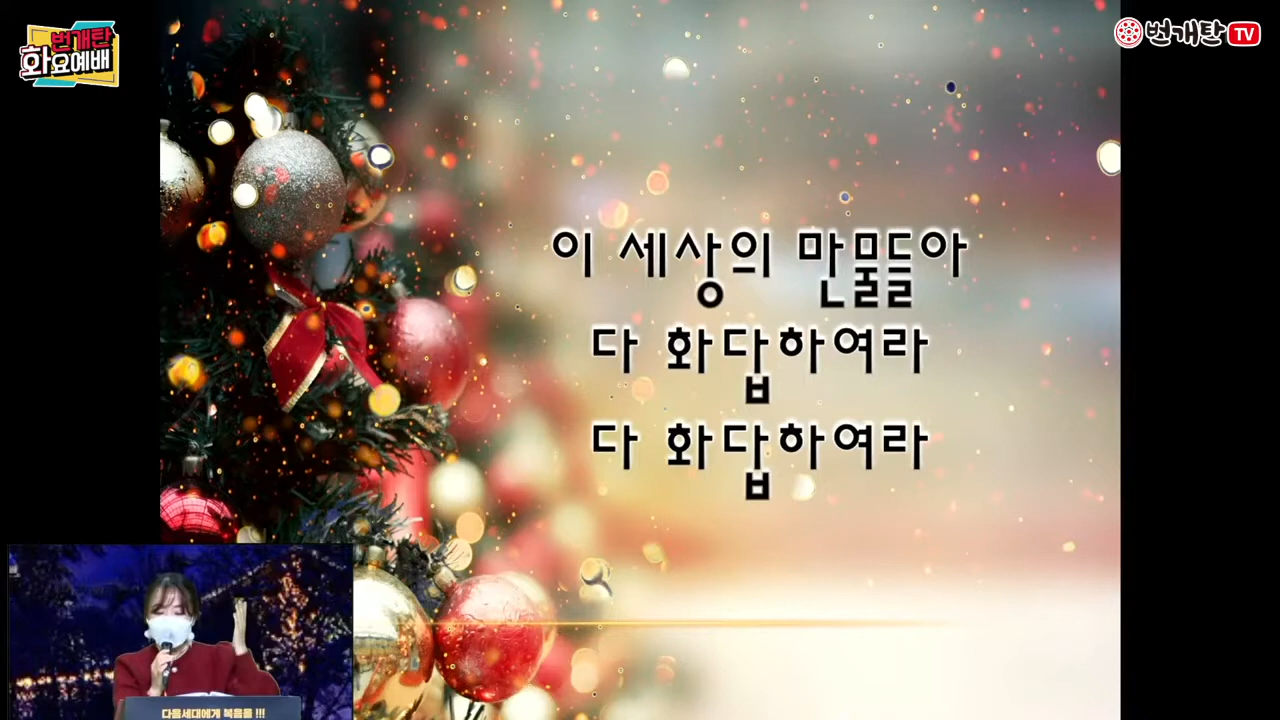 번개탄
화요예배
번개탄 TV
이 세상의 만물들아
다 화답하여라
다 화답하여라
다음세대에게 복음을 !!!